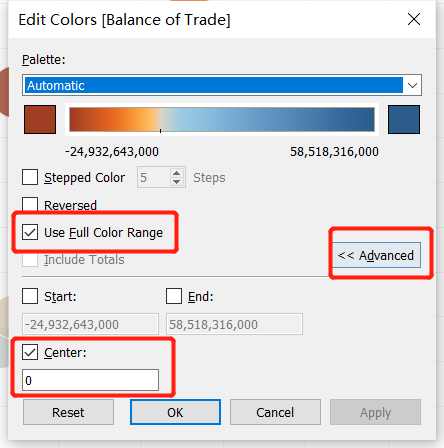 Edit Colors [Balance of Trade]
Palette:
Automatic
-24,932,643,000 58,518,316,000
Stepped Color 5 Steps
Reversed
Use Full Color Range
<< Advanced
Include Totals
Start: End:
-24,932,643,000 58,518,316,000
Center:
0
Reset OK Cancel Apply